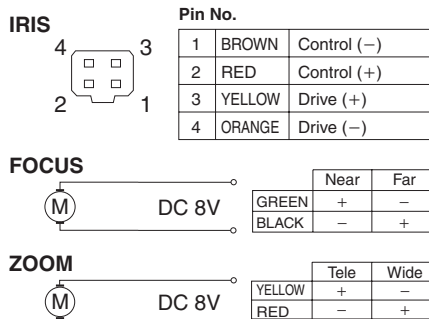 IRIS
Pin No.
4 3
2 1
1 BROWN Control (−)
2 RED Control (+)
3 YELLOW Drive (+)
4 ORANGE Drive (−)
FOCUS
M DC 8V
Near Far
GREEN + −
BLACK − +
ZOOM
M DC 8V
Tele Wide
YELLOW + −
RED − +